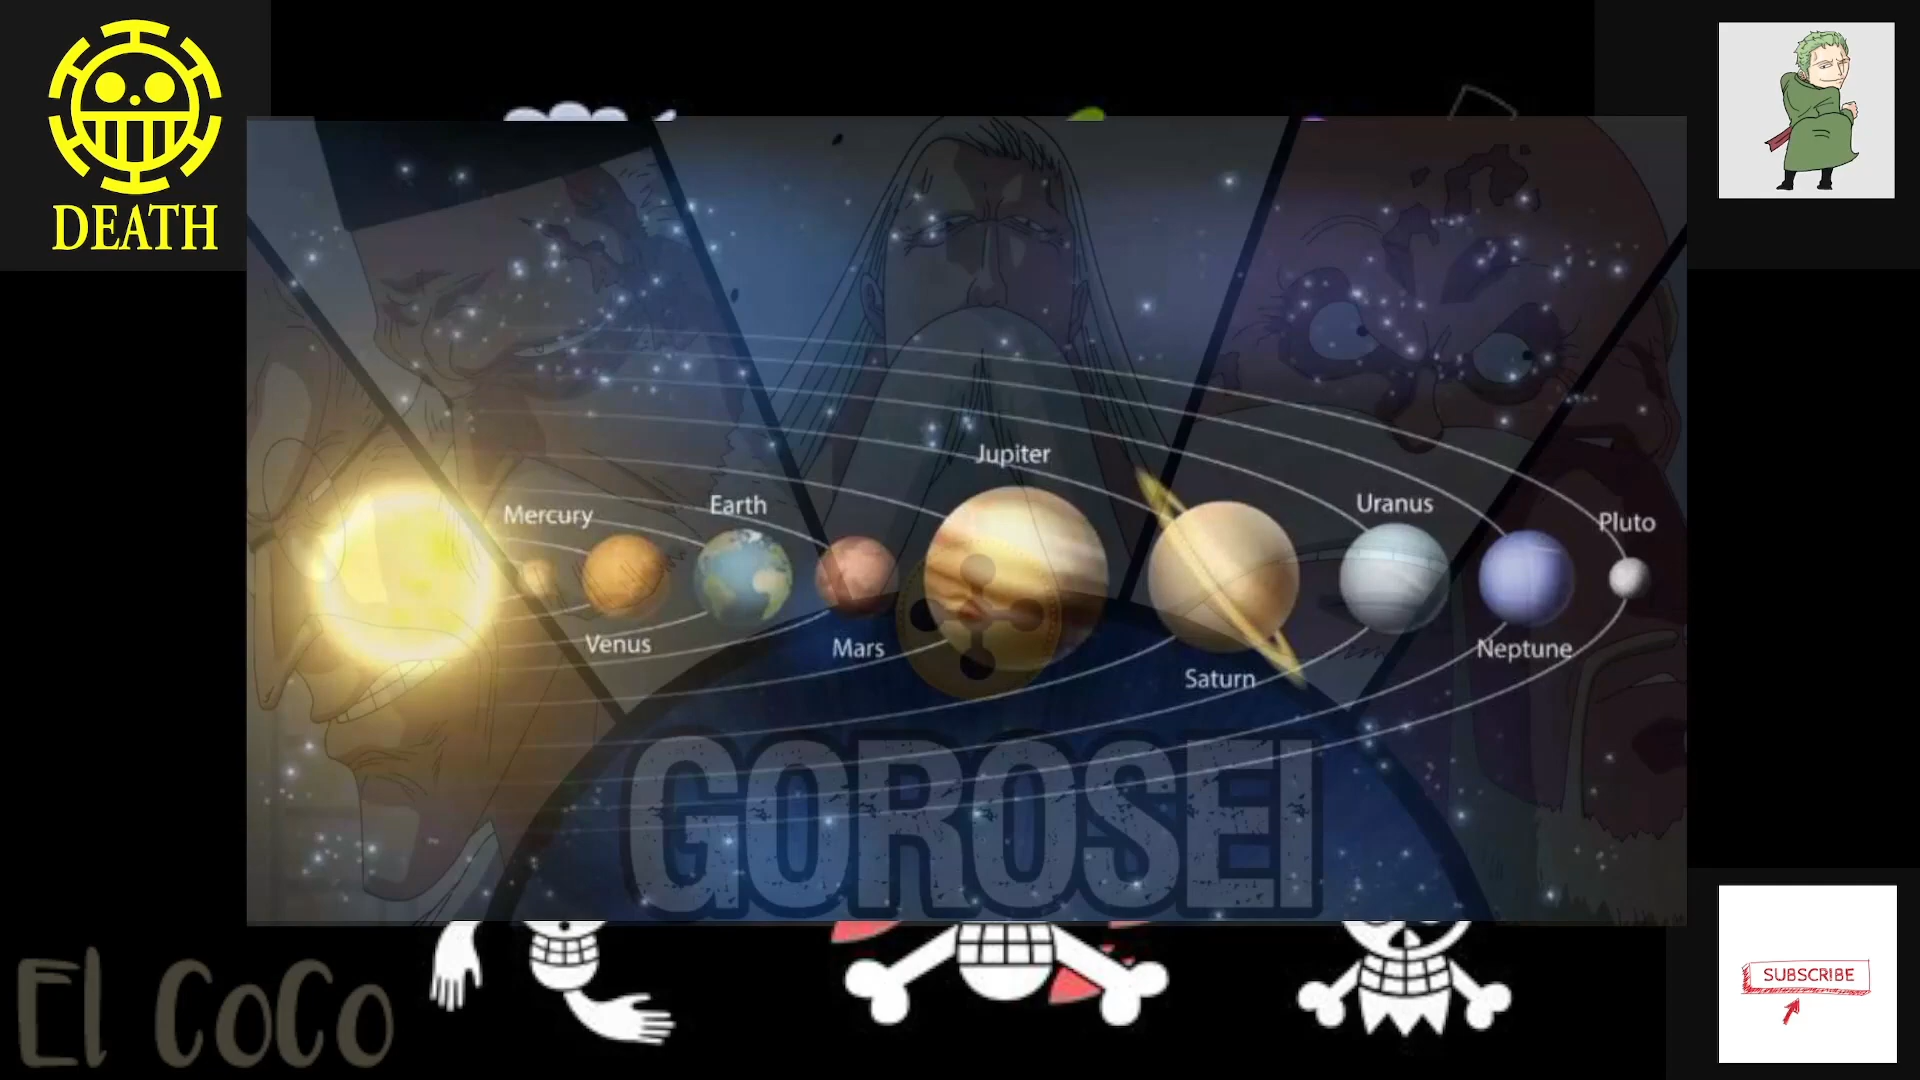 DEATH
Jupiter
Mercury
Earth
Uranus
Pluto
Venus
Mars
Saturn
Neptune
GOROSEI
El CoCo
SUBSCRIBE